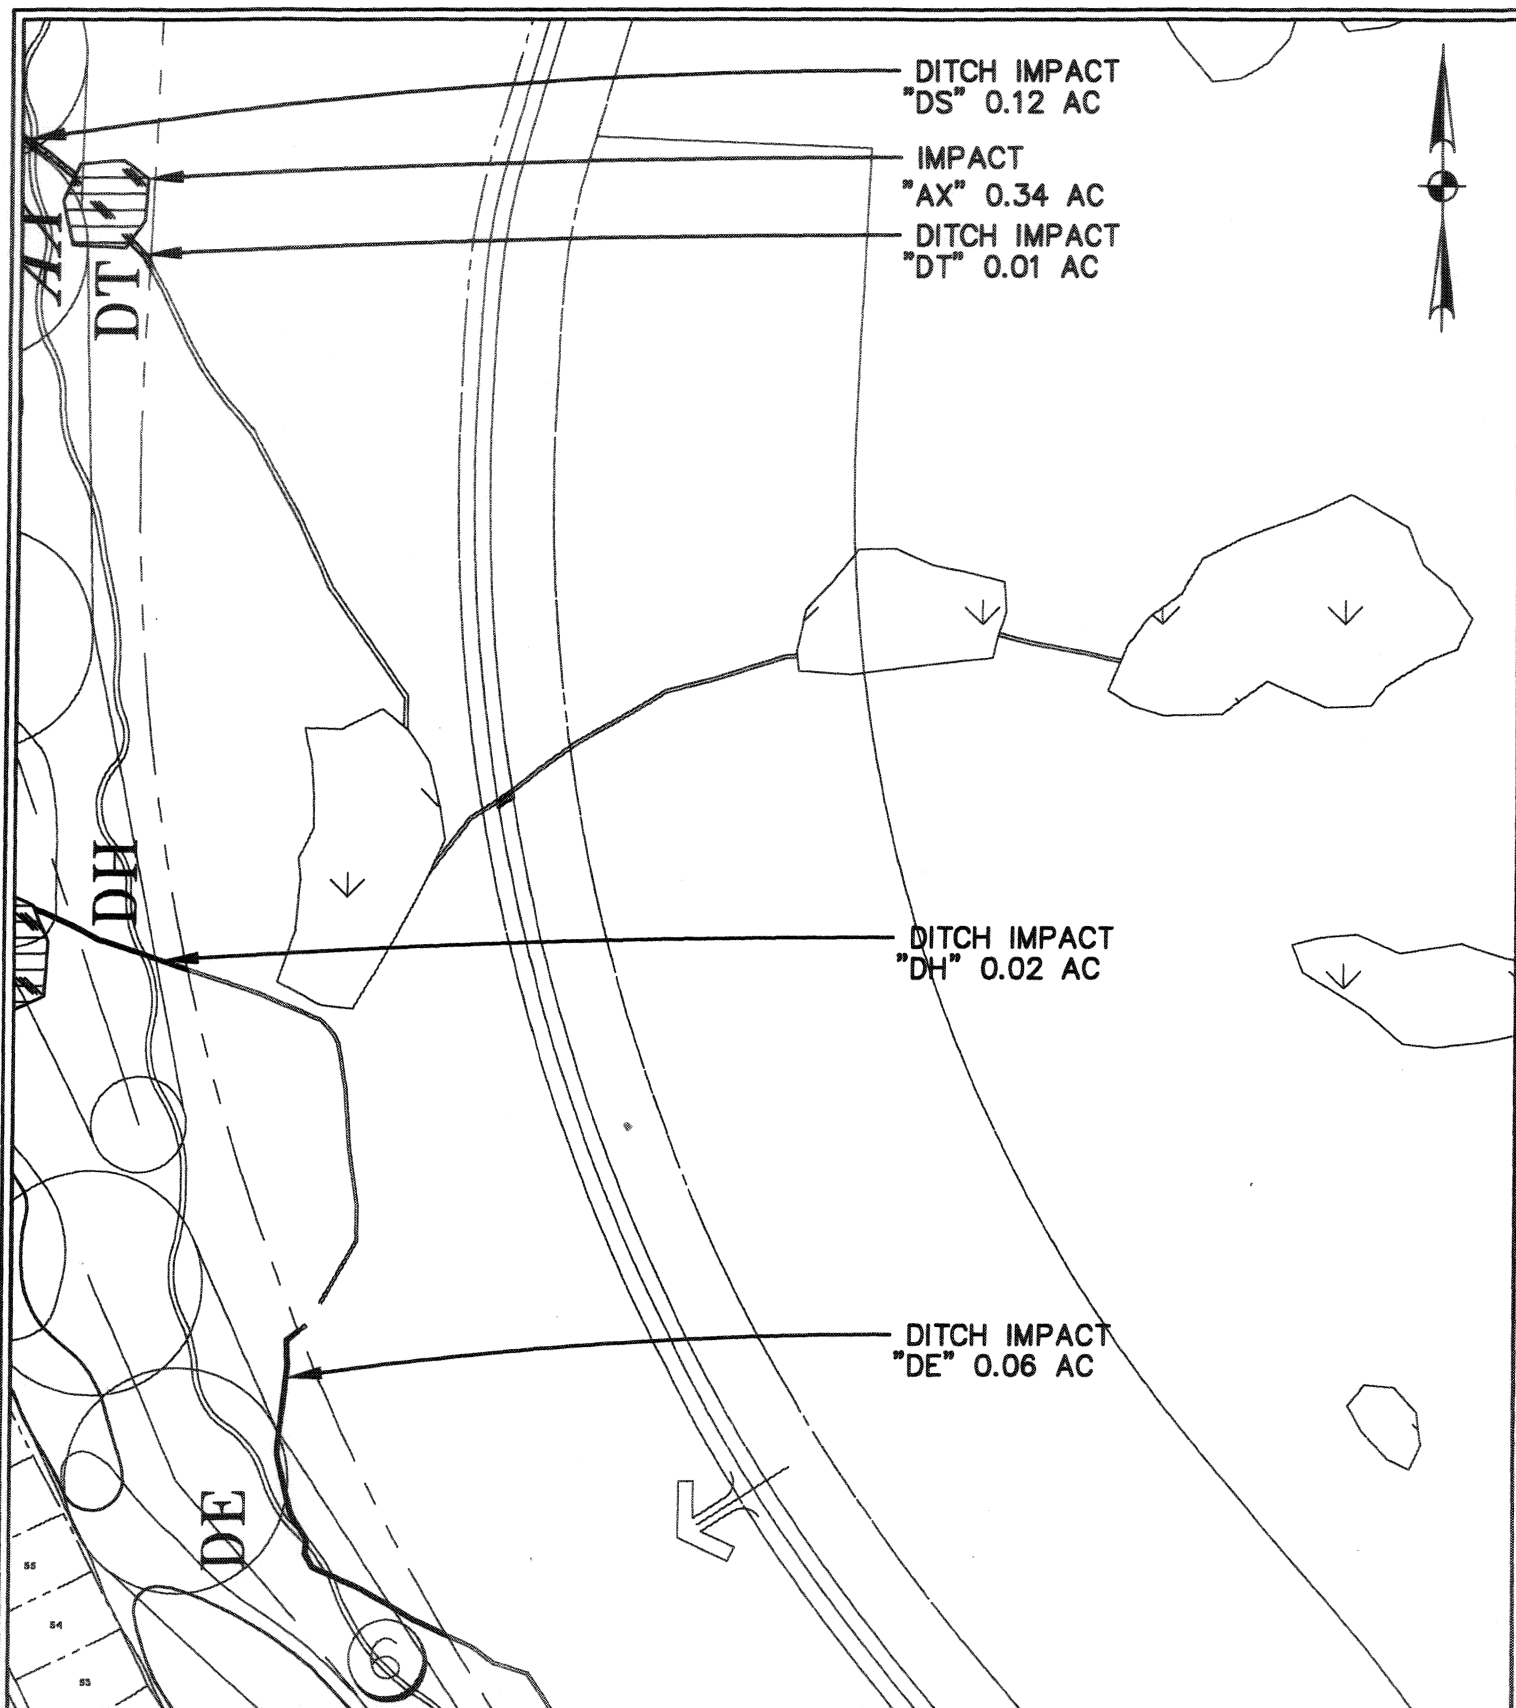 DITCH IMPACT
"DS" 0.12 AC
IMPACT
"AX" 0.34 AC
DITCH IMPACT
"DT" 0.01 AC
DT
DH
DITCH IMPACT
"DH" 0.02 AC
DITCH IMPACT
"DE" 0.06 AC
DE
55
54
53